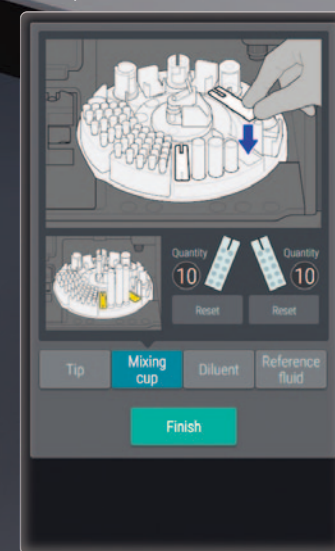 Quantity
10
Quantity
10
Reset
Reset
Tip
Mixing
cup
Diluent
Reference
fluid
Finish